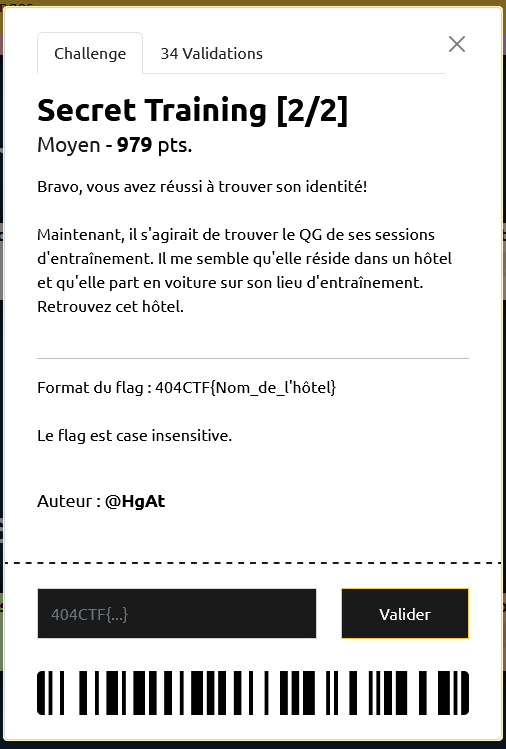 Challenge
34 Validations
Secret Training [2/2]
Moyen - 979 pts.
Bravo, vous avez réussi à trouver son identité!
Maintenant, il s'agirait de trouver le QG de ses sessions
d'entraînement. Il me semble qu'elle réside dans un hôtel
et qu'elle part en voiture sur son lieu d'entraînement.
Retrouvez cet hôtel.
Format du flag : 404CTF{Nom_de_l'hôtel}
Le flag est case insensitive.
Auteur : @HgAt
404CTF{...}
Valider